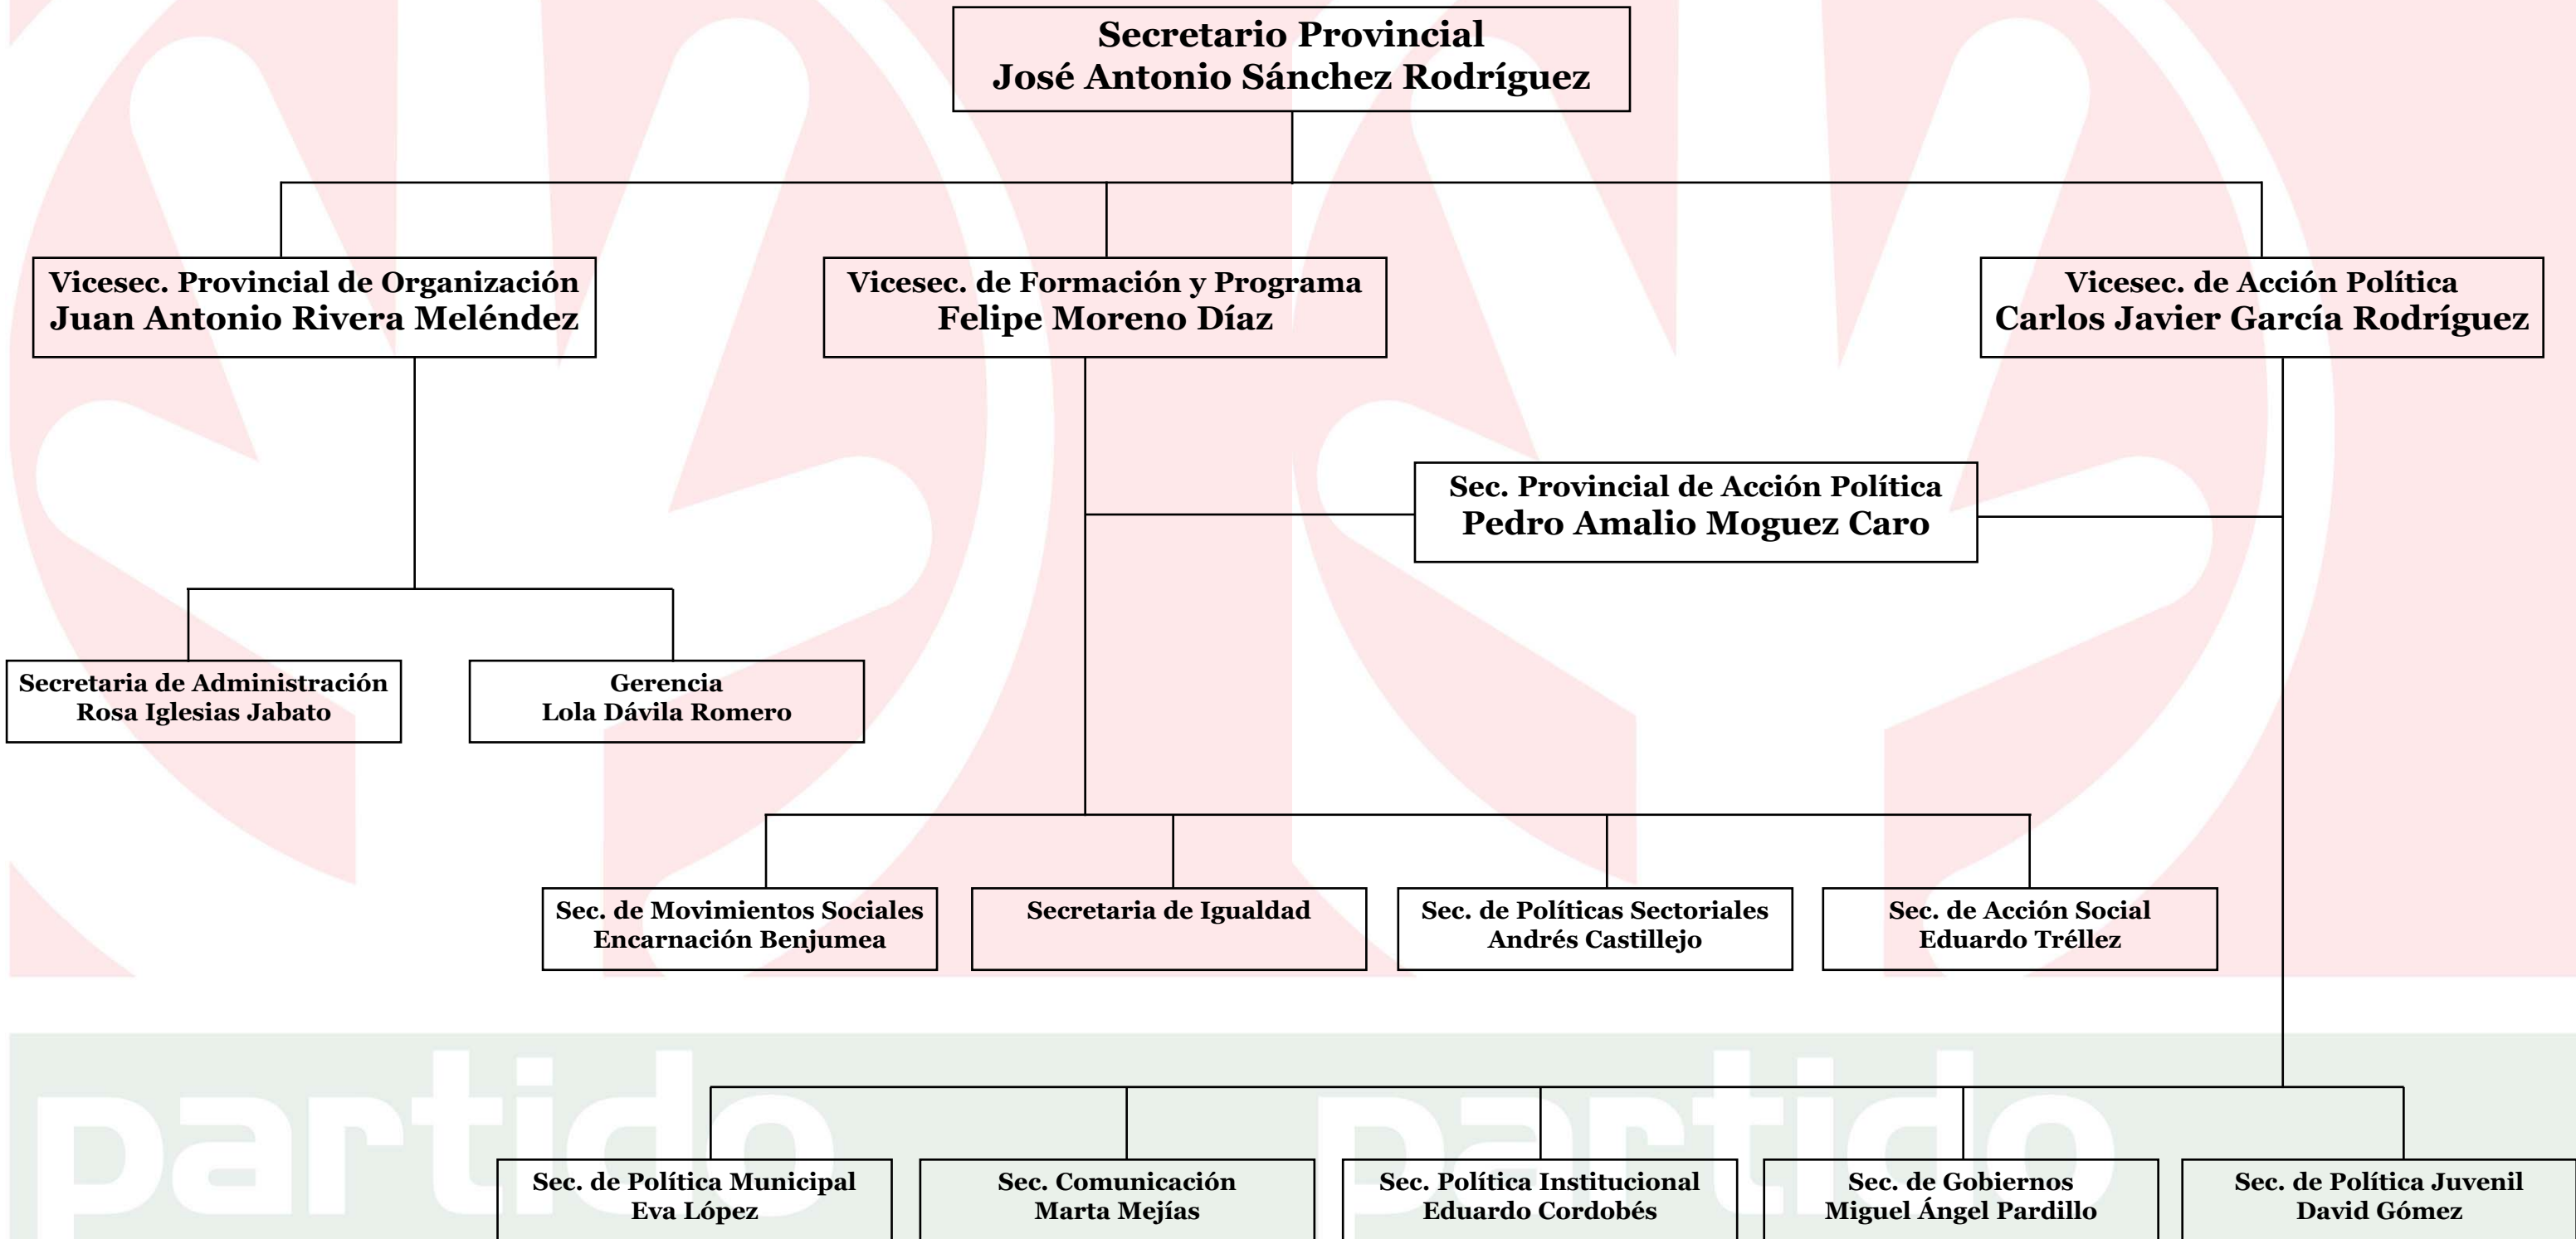 Secretario Provincial
José Antonio Sánchez Rodríguez
Vicesec. Provincial de Organización
Juan Antonio Rivera Meléndez
Vicesec. de Formación y Programa
Felipe Moreno Díaz
Vicesec. de Acción Política
Carlos Javier García Rodríguez
Sec. Provincial de Acción Política
Pedro Amalio Moguez Caro
Secretaria de Administración
Rosa Iglesias Jabato
Gerencia
Lola Dávila Romero
Sec. de Movimientos Sociales
Encarnación Benjumea
Secretaria de Igualdad
Sec. de Políticas Sectoriales
Andrés Castillejo
Sec. de Acción Social
Eduardo Tréllez
partido
partido
Sec. de Política Municipal
Eva López
Sec. Comunicación
Marta Mejías
Sec. Política Institucional
Eduardo Cordobés
Sec. de Gobiernos
Miguel Ángel Pardillo
Sec. de Política Juvenil
David Gómez